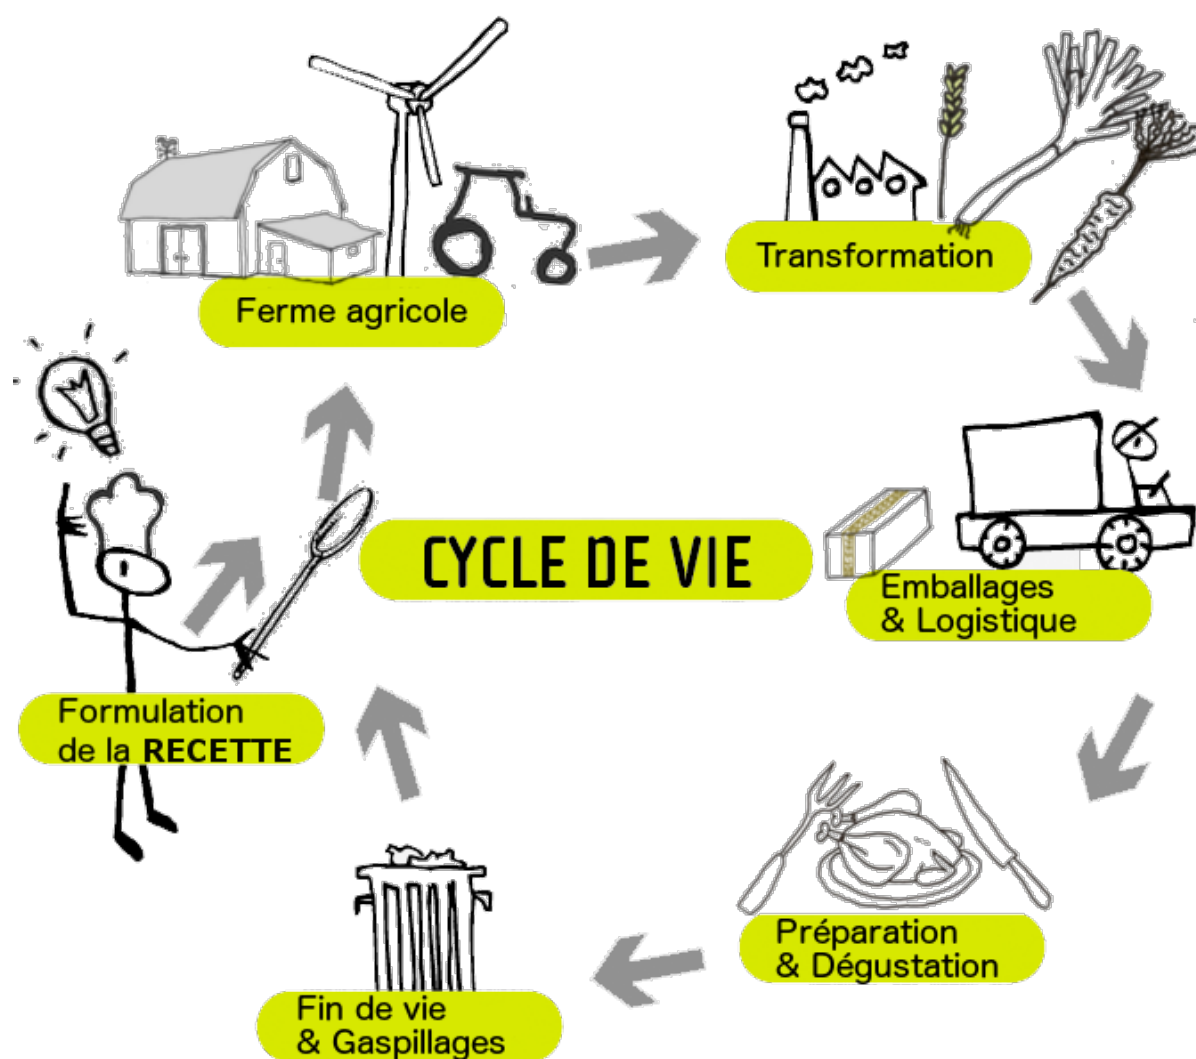 Ferme agricole
Transformation
CYCLE DE VIE
Emballages
& Logistique
Formulation
de la RECETTE
Préparation
& Dégustation
Fin de vie
& Gaspillages